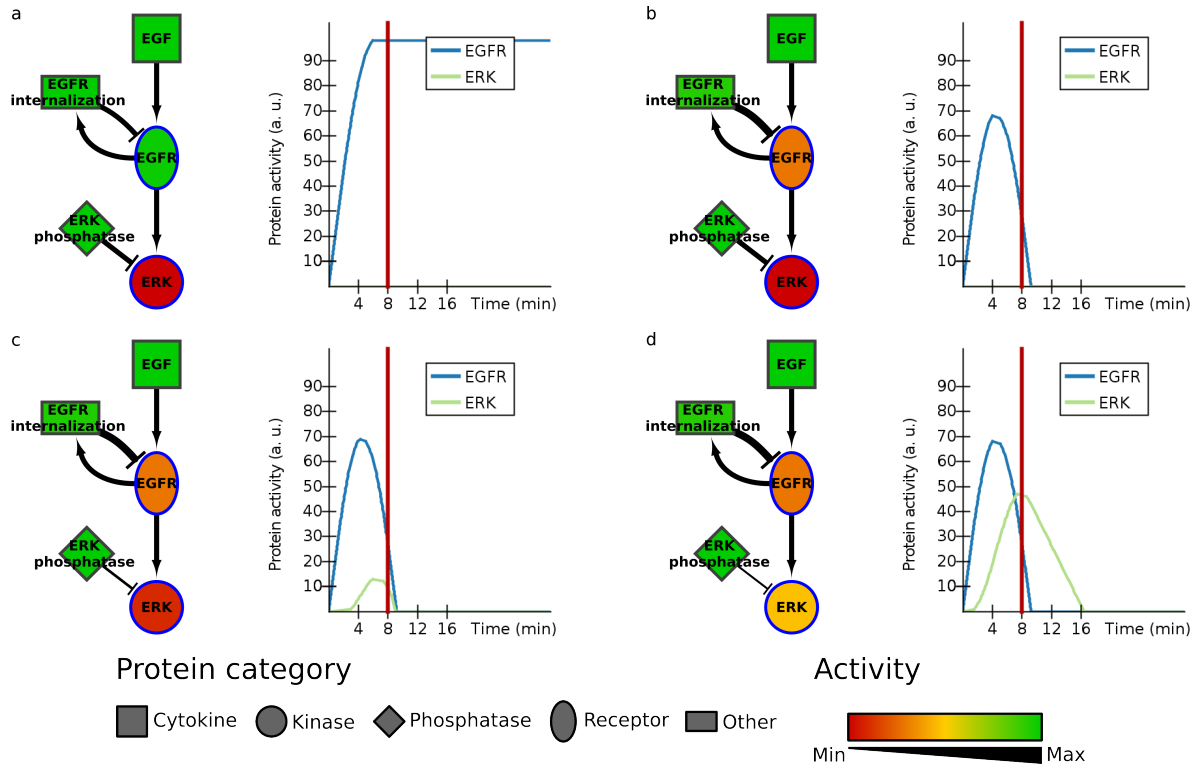 a
EGF
EGFR
internalization
EGFR
ERK
phosphatase
ERK
Protein activity (a. u.)
90
80
70
60
50
40
30
20
10
4 8 12 16 Time (min)
EGFR
ERK
b
EGF
EGFR
internalization
EGFR
ERK
phosphatase
ERK
Protein activity (a. u.)
90
80
70
60
50
40
30
20
10
4 8 12 16 Time (min)
EGFR
ERK
c
EGF
EGFR
internalization
EGFR
ERK
phosphatase
ERK
Protein activity (a. u.)
90
80
70
60
50
40
30
20
10
4 8 12 16 Time (min)
EGFR
ERK
d
EGF
EGFR
internalization
EGFR
ERK
phosphatase
ERK
Protein activity (a. u.)
90
80
70
60
50
40
30
20
10
4 8 12 16 Time (min)
EGFR
ERK
Protein category
Cytokine Kinase Phosphatase Receptor Other
Activity
Min Max